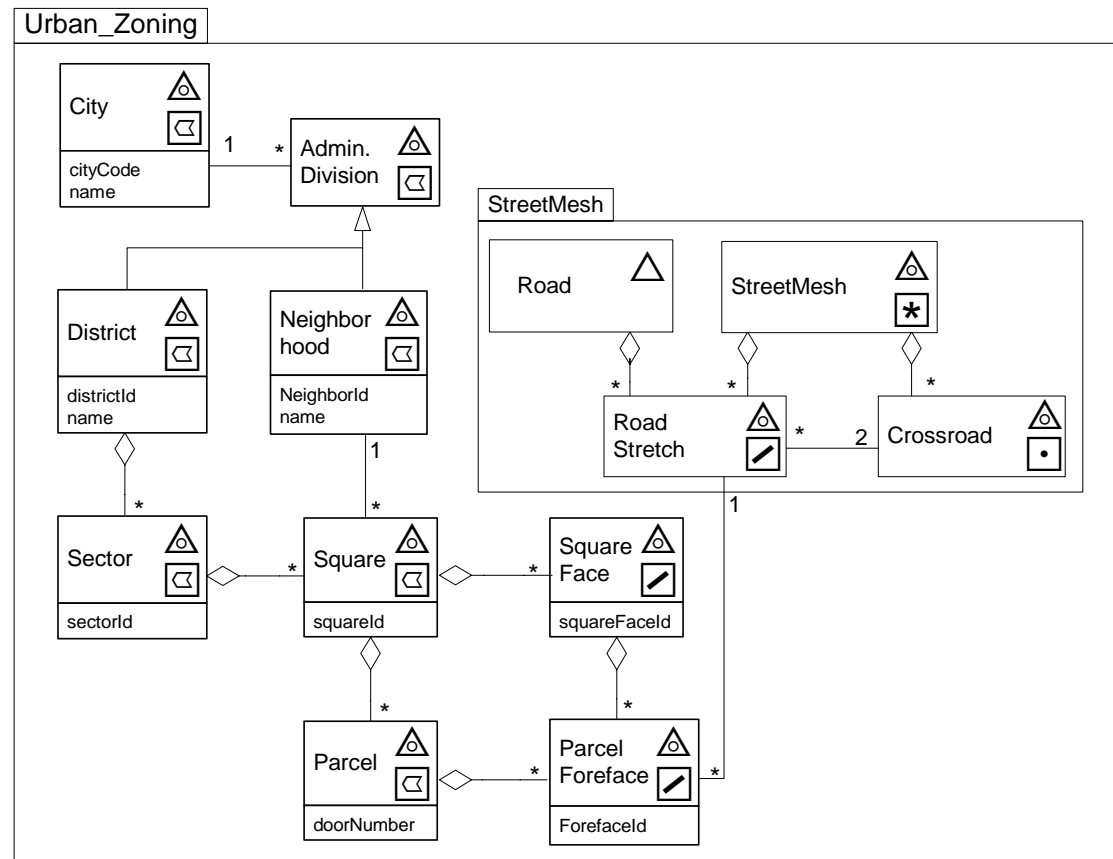 Urban_Zoning
City
cityCode
name
1
*
Admin.
Division
StreetMesh
Road
StreetMesh
*
*
*
Road
Stretch
*
2
Crossroad
1
District
districtId
name
Neighbor
hood
NeighborId
name
1
*
*
Sector
sectorId
*
Square
squareId
*
Square
Face
squareFaceId
*
*
Parcel
doorNumber
*
Parcel
Foreface
ForefaceId
*